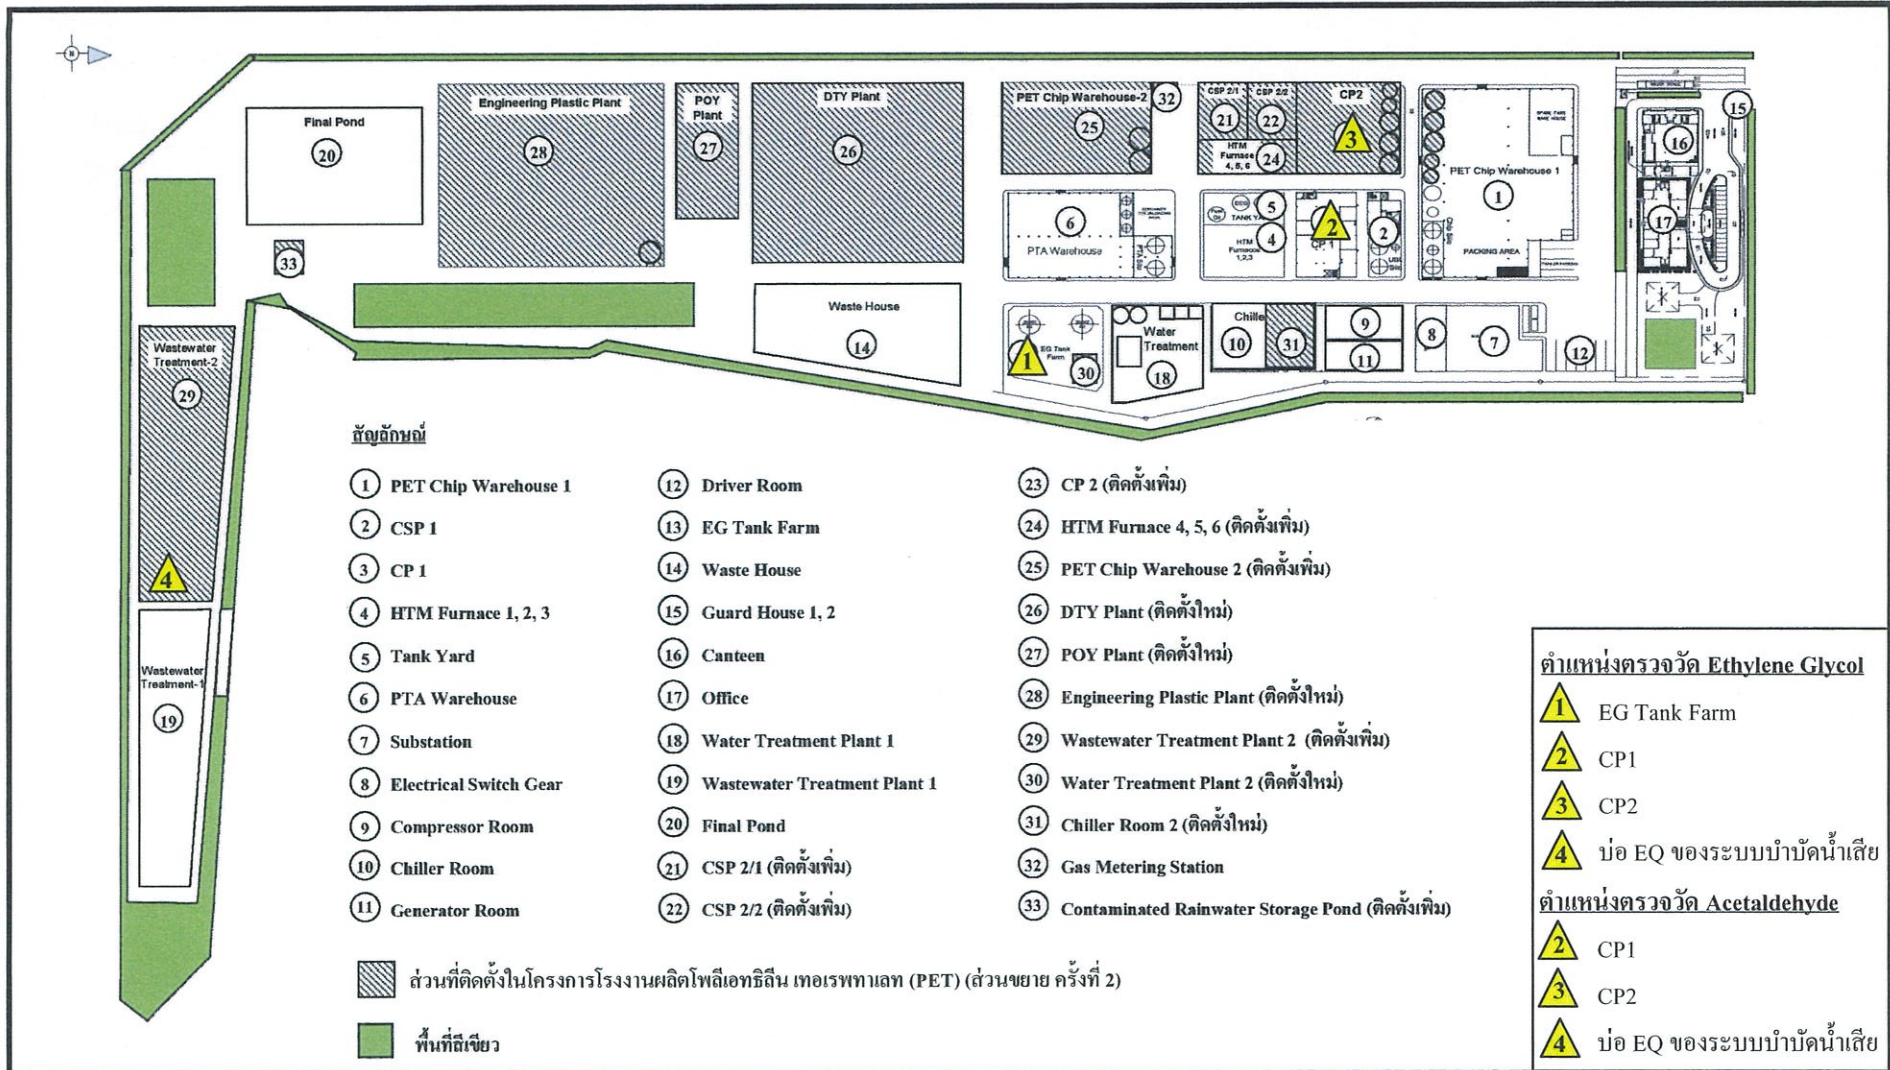 N
Final Pond
20
Engineering Plastic Plant
28
POY
Plant
27
DTY Plant
26
PET Chip Warehouse-2
25
32
CSP 2/1
21
CSP 2/2
22
CP2
3
HTM
Furnace
4, 5, 6
24
PET Chip Warehouse 1
1
PACKING AREA
15
16
17
33
6
PTA Warehouse
5
4
HTM
Furnace
1,2,3
2
CP 1
2
Waste House
14
1
EG Tank
Farm
30
Water
Treatment
18
Chille
10
31
9
11
8
7
12
Wastewater
Treatment-2
29
4
Wastewater
Treatment-1
19
สัญลักษณ์
1 PET Chip Warehouse 1
2 CSP 1
3 CP 1
4 HTM Furnace 1, 2, 3
5 Tank Yard
6 PTA Warehouse
7 Substation
8 Electrical Switch Gear
9 Compressor Room
10 Chiller Room
11 Generator Room
12 Driver Room
13 EG Tank Farm
14 Waste House
15 Guard House 1, 2
16 Canteen
17 Office
18 Water Treatment Plant 1
19 Wastewater Treatment Plant 1
20 Final Pond
21 CSP 2/1 (ติดตั้งเพิ่ม)
22 CSP 2/2 (ติดตั้งเพิ่ม)
23 CP 2 (ติดตั้งเพิ่ม)
24 HTM Furnace 4, 5, 6 (ติดตั้งเพิ่ม)
25 PET Chip Warehouse 2 (ติดตั้งเพิ่ม)
26 DTY Plant (ติดตั้งใหม่)
27 POY Plant (ติดตั้งใหม่)
28 Engineering Plastic Plant (ติดตั้งใหม่)
29 Wastewater Treatment Plant 2 (ติดตั้งเพิ่ม)
30 Water Treatment Plant 2 (ติดตั้งใหม่)
31 Chiller Room 2 (ติดตั้งใหม่)
32 Gas Metering Station
33 Contaminated Rainwater Storage Pond (ติดตั้งเพิ่ม)
ส่วนที่ติดตั้งในโครงการโรงงานผลิตโพลีเอทธิลีน เทอเรพทาเลท (PET) (ส่วนขยาย ครั้งที่ 2)
พื้นที่สีเขียว
ตำแหน่งตรวจวัด Ethylene Glycol
1 EG Tank Farm
2 CP1
3 CP2
4 บ่อ EQ ของระบบบำบัดน้ำเสีย
ตำแหน่งตรวจวัด Acetaldehyde
2 CP1
3 CP2
4 บ่อ EQ ของระบบบำบัดน้ำเสีย